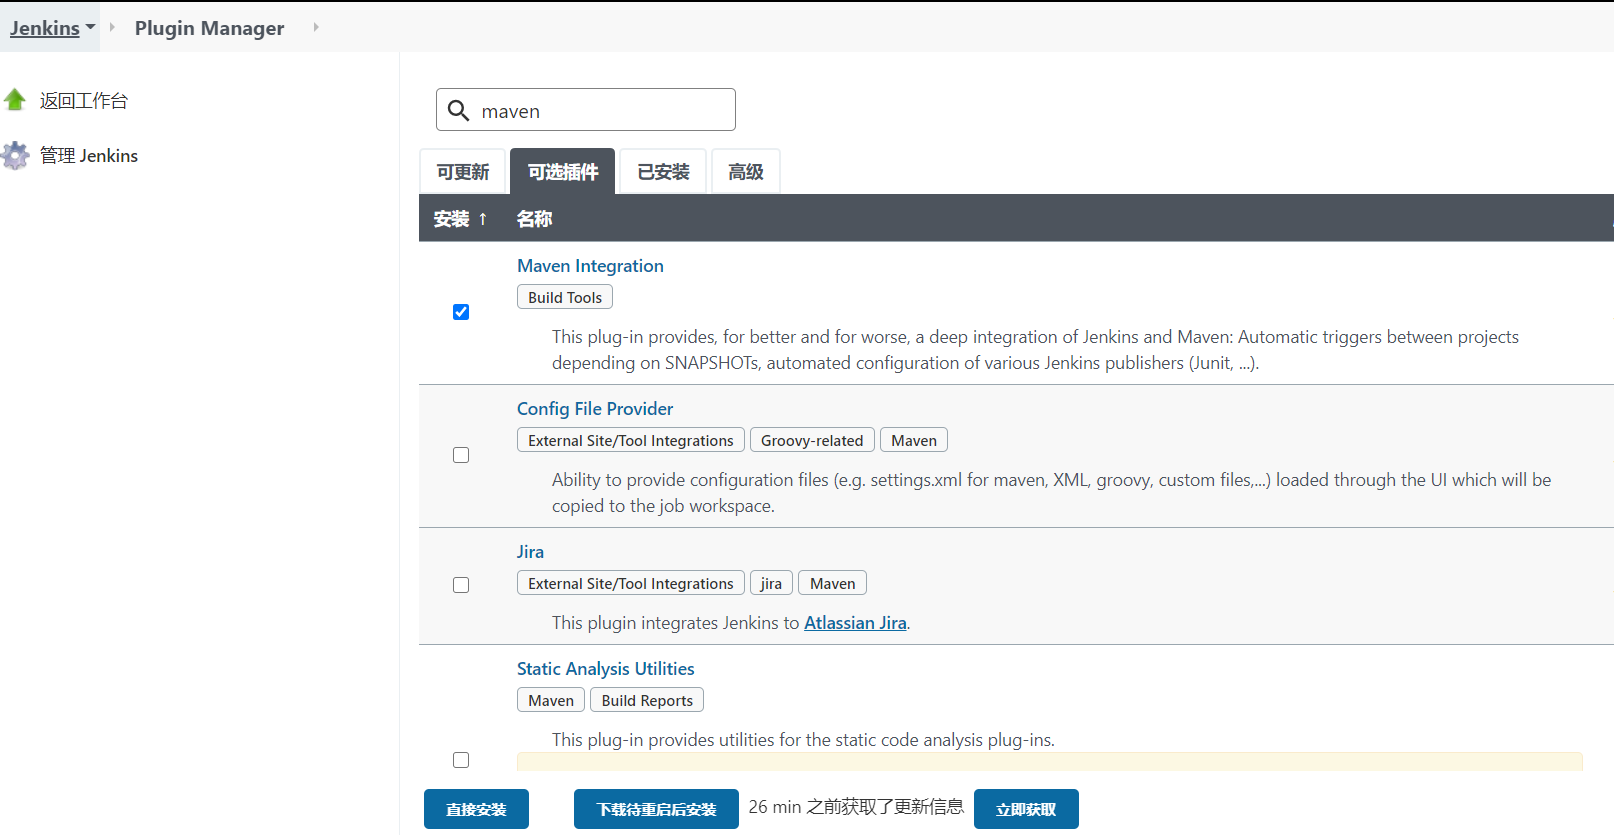 Jenkins Plugin Manager
返回工作台
管理 Jenkins
maven
可更新 可选插件 已安装 高级
安装 ↑ 名称
Maven Integration
Build Tools
This plug-in provides, for better and for worse, a deep integration of Jenkins and Maven: Automatic triggers between projects
depending on SNAPSHOTs, automated configuration of various Jenkins publishers (Junit, ...).
Config File Provider
External Site/Tool Integrations Groovy-related Maven
Ability to provide configuration files (e.g. settings.xml for maven, XML, groovy, custom files,...) loaded through the UI which will be
copied to the job workspace.
Jira
External Site/Tool Integrations jira Maven
This plugin integrates Jenkins to Atlassian Jira.
Static Analysis Utilities
Maven Build Reports
This plug-in provides utilities for the static code analysis plug-ins.
直接安装 下载待重启后安装 26 min 之前获取了更新信息 立即获取